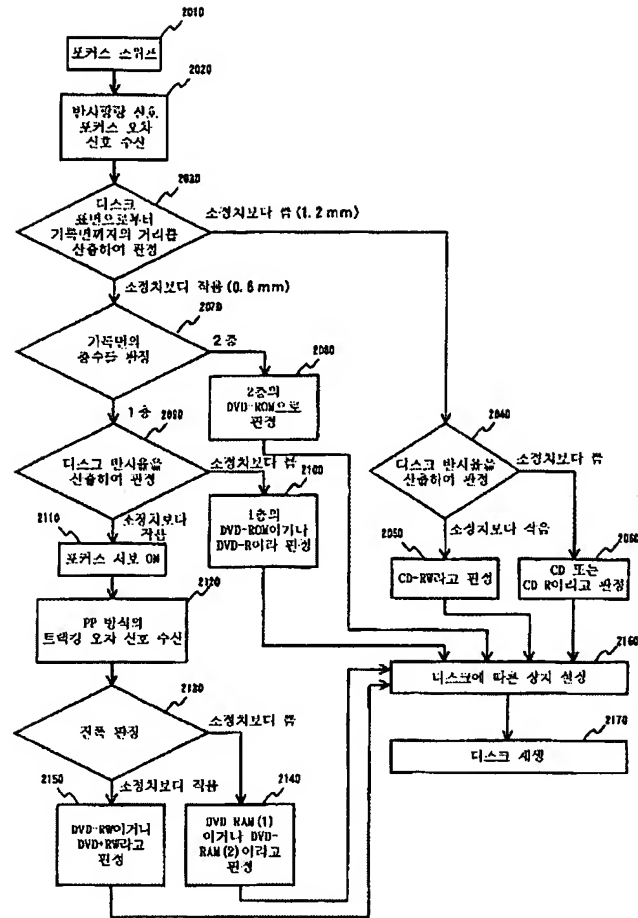 2010
포커스 스위프
2020
반사광량 신호,
포커스 오차
신호 수신
2030
디스크
표면으로부터
기록면까지의 거리를
산출하여 판정
소정치보다 큼 (1.2 mm)
소정치보다 작음 (0.6 mm)
2070
기록면의
층수를 판정
2 층
2080
2층의
DVD-ROM으로
판정
1 층
2090
디스크 반사율을
산출하여 판정
소정치보다 큼
2100
1층의
DVD-ROM이거나
DVD-R이라 판정
2040
디스크 반사율을
산출하여 판정
소정치보다 큼
소정치보다 작음
2050
CD-RW라고 판정
2060
CD 또는
CD R이라고 판정
소정치보다
작음
2110
포커스 서보 ON
2120
PP 방식의
트래킹 오차 신호 수신
2130
진폭 판정
소정치보다 큼
소정치보다 작음
2150
DVD-RW이거나
DVD+RW라고
판정
2140
DVD RAM(1)
이거나 DVD-
RAM(2)이라고
판정
2160
디스크에 따른 장치 설정
2170
디스크 재생